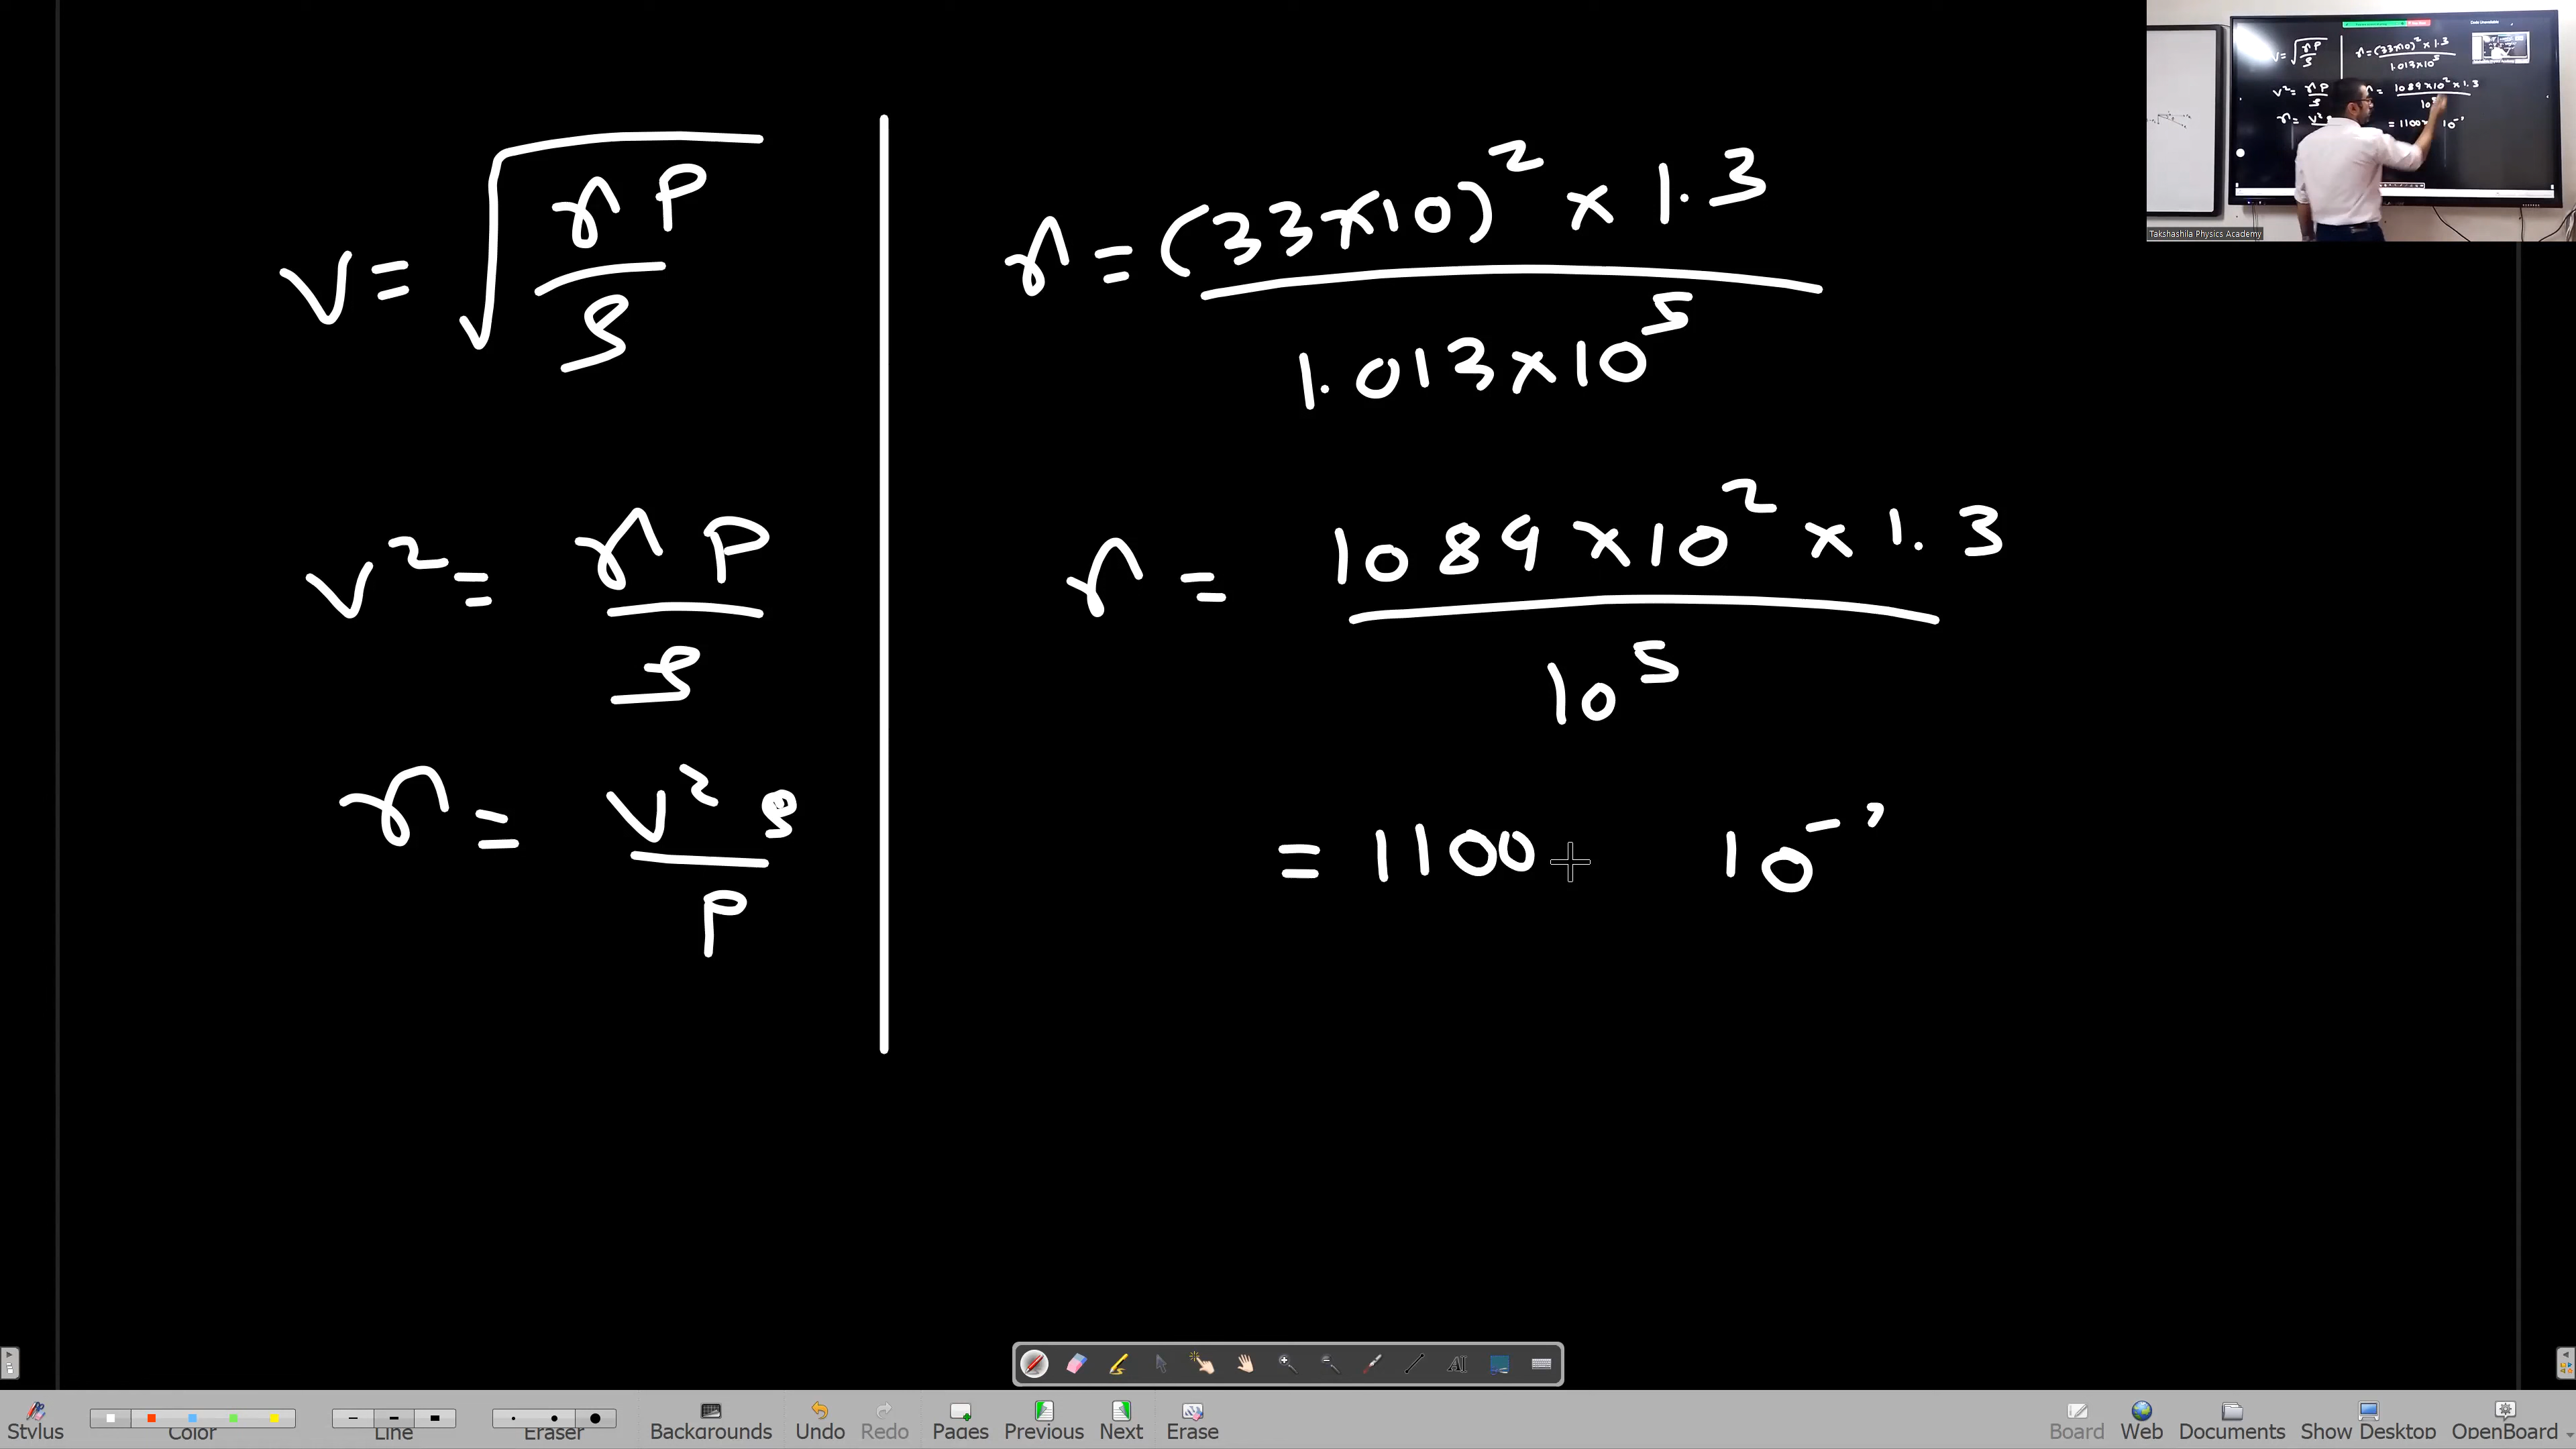 v = √(γP/ρ)
v² = γP/ρ
γ = v²ρ/P
γ = (33×10)² × 1.3 / 1.013×10⁵
γ = 1089×10² × 1.3 / 10⁵
= 1100 10⁻
Takshashila Physics Academy
Stylus Color Line Eraser Backgrounds Undo Redo Pages Previous Next Erase Board Web Documents Show Desktop OpenBoard